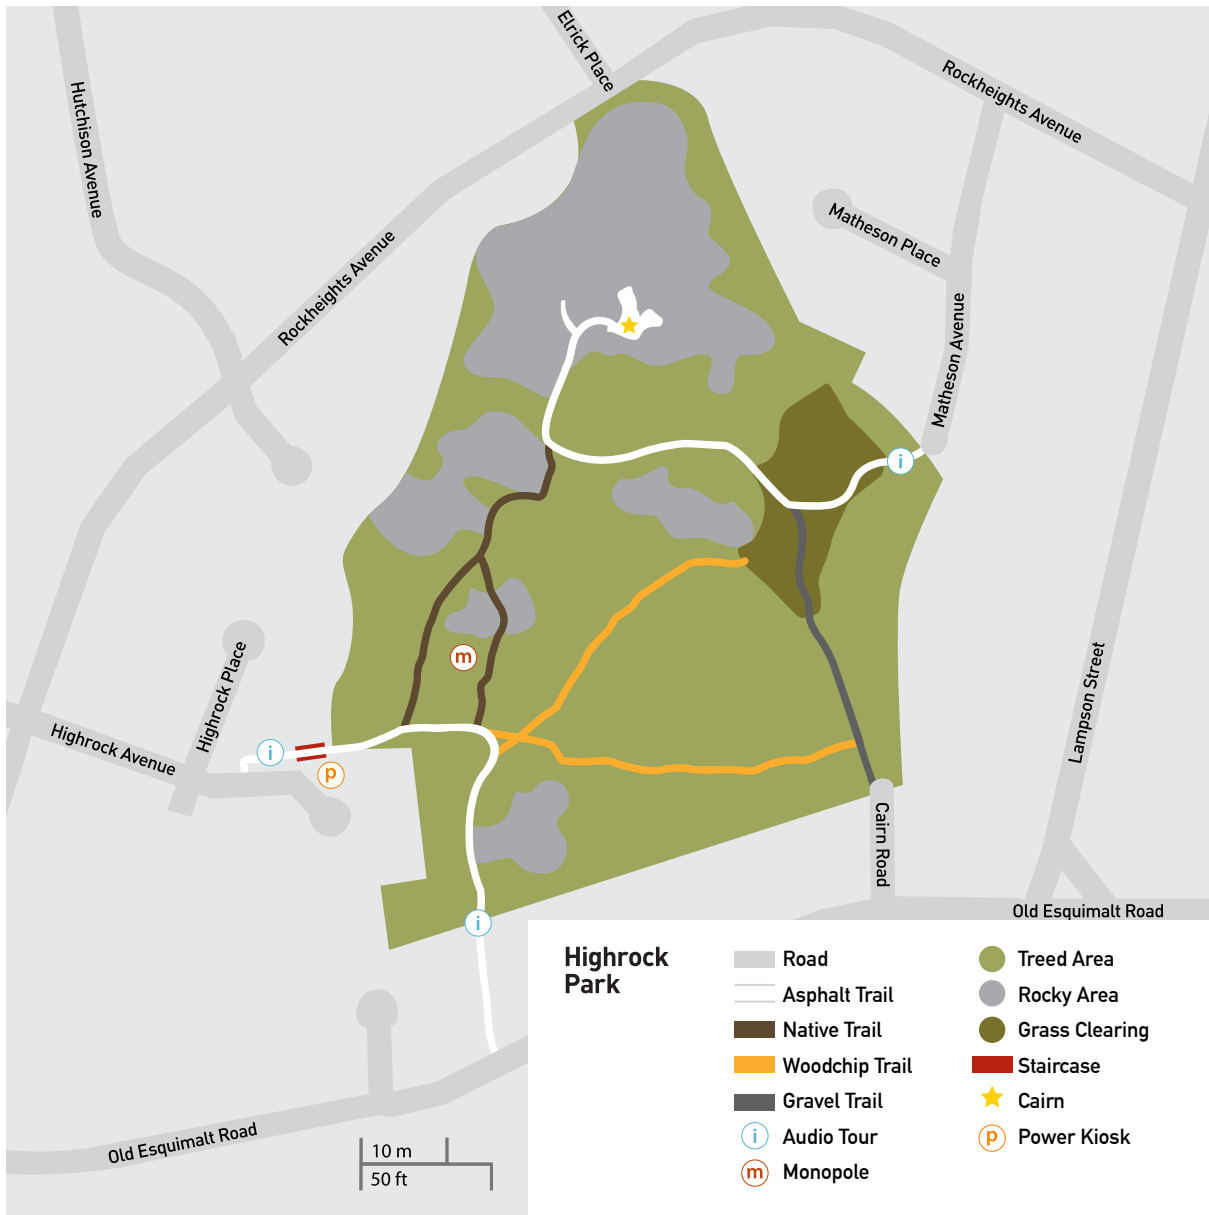 Elrick Place
Rockheights Avenue
Hutchison Avenue
Matheson Place
Rockheights Avenue
Matheson Avenue
i
Highrock Place
m
Lampson Street
Highrock Avenue
i
p
Cairn Road
i
Old Esquimalt Road
Old Esquimalt Road
10 m
50 ft
Highrock
Park
Road
Asphalt Trail
Native Trail
Woodchip Trail
Gravel Trail
i Audio Tour
m Monopole
Treed Area
Rocky Area
Grass Clearing
Staircase
Cairn
p Power Kiosk